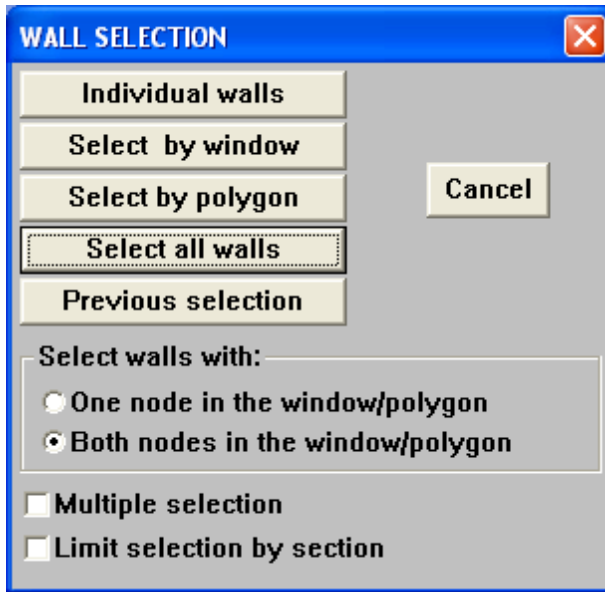 WALL SELECTION
Individual walls
Select by window
Select by polygon
Cancel
Select all walls
Previous selection
Select walls with:
One node in the window/polygon
Both nodes in the window/polygon
Multiple selection
Limit selection by section